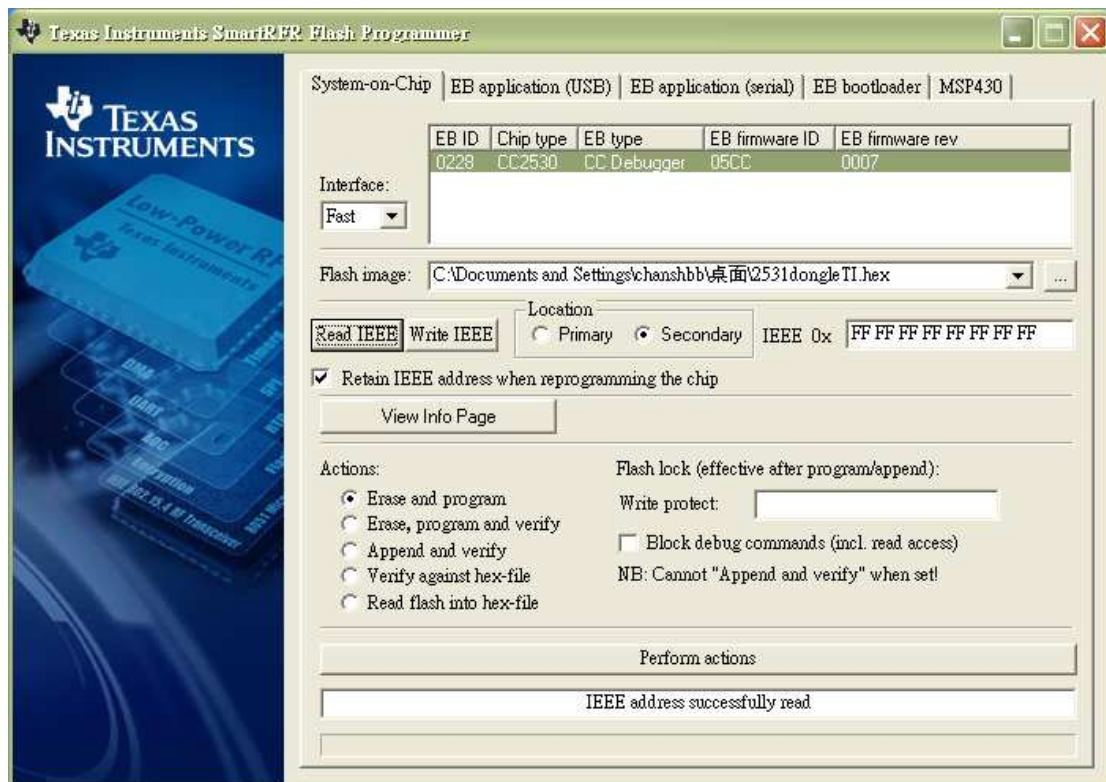 Texas Instruments SmartRFR Flash Programmer
TEXAS
INSTRUMENTS
Low-Power RF
Texas Instruments
System-on-Chip EB application (USB) EB application (serial) EB bootloader MSP430
EB ID Chip type EB type EB firmware ID EB firmware rev
0228 CC2530 CC Debugger 05CC 0007
Interface:
Fast
Flash image: C:\Documents and Settings\chanshbb\桌面\2531dongleTI.hex ...
Location
Read IEEE Write IEEE Primary Secondary IEEE 0x FF FF FF FF FF FF FF FF
Retain IEEE address when reprogramming the chip
View Info Page
Actions: Flash lock (effective after program/append):
Erase and program Write protect:
Erase, program and verify
Append and verify Block debug commands (incl. read access)
Verify against hex-file NB: Cannot "Append and verify" when set!
Read flash into hex-file
Perform actions
IEEE address successfully read